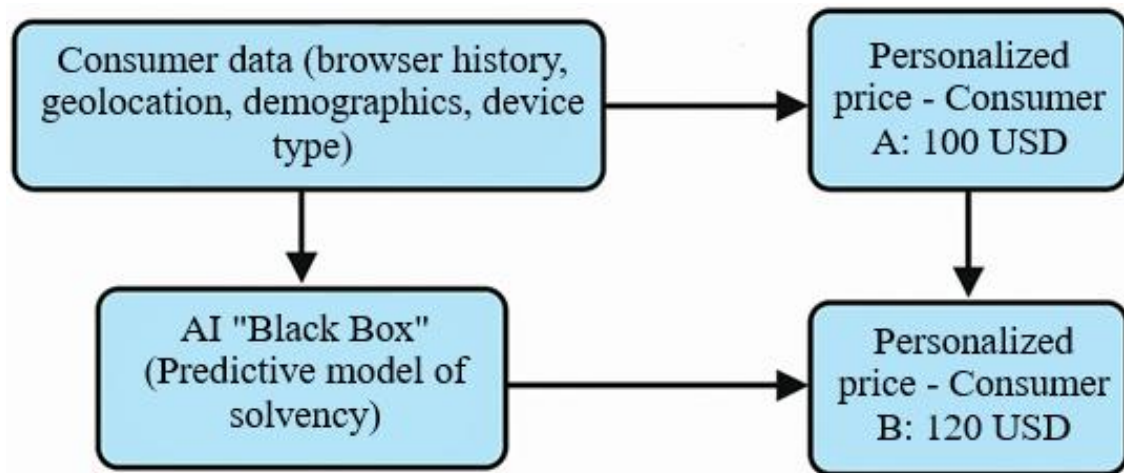 Consumer data (browser history,
geolocation, demographics, device
type)
Personalized
price - Consumer
A: 100 USD
AI "Black Box"
(Predictive model of
solvency)
Personalized
price - Consumer
B: 120 USD